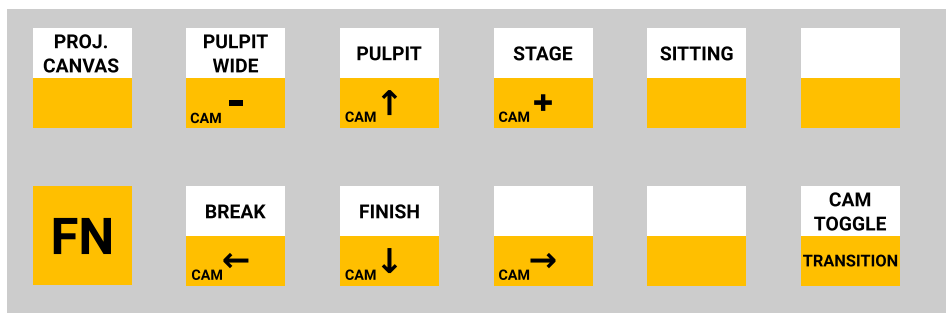 PROJ.
CANVAS
PULPIT
WIDE
CAM -
PULPIT
CAM ↑
STAGE
CAM +
SITTING
FN
BREAK
CAM ←
FINISH
CAM ↓
CAM →
CAM
TOGGLE
TRANSITION